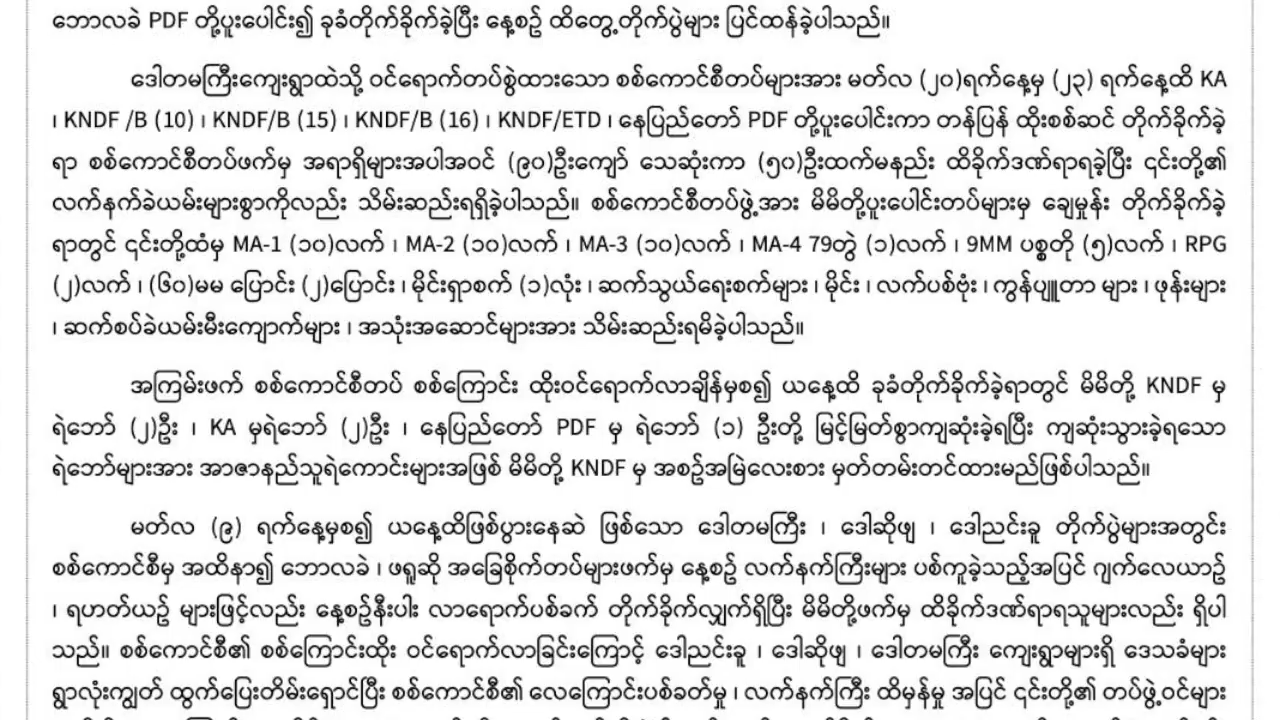 ဘောလခဲ PDF တို့ပူးပေါင်း၍ ခုခံတိုက်ခိုက်ခဲ့ပြီး နေ့စဉ် ထိတွေ့တိုက်ပွဲများ ပြင်ထန်ခဲ့ပါသည်။
ဒေါတမကြီးကျေးရွာထဲသို့ ဝင်ရောက်တပ်စွဲထားသော စစ်ကောင်စီတပ်များအား မတ်လ (၂၀)ရက်နေ့မှ (၂၃) ရက်နေ့ထိ KA
၊ KNDF /B (10) ၊ KNDF/B (15) ၊ KNDF/B (16) ၊ KNDF/ETD ၊ နေပြည်တော် PDF တို့ပူးပေါင်းကာ တန်ပြန် ထိုးစစ်ဆင် တိုက်ခိုက်ခဲ့
ရာ စစ်ကောင်စီတပ်ဖက်မှ အရာရှိများအပါအဝင် (၉၀)ဦးကျော် သေဆုံးကာ (၅၀)ဦးထက်မနည်း ထိခိုက်ဒဏ်ရာရခဲ့ပြီး ၎င်းတို့၏
လက်နက်ခဲယမ်းများစွာကိုလည်း သိမ်းဆည်းရရှိခဲ့ပါသည်။ စစ်ကောင်စီတပ်ဖွဲ့အား မိမိတို့ပူးပေါင်းတပ်များမှ ချေမှုန်း တိုက်ခိုက်ခဲ့
ရာတွင် ၎င်းတို့ထံမှ MA-1 (၁၀)လက် ၊ MA-2 (၁၀)လက် ၊ MA-3 (၁၀)လက် ၊ MA-4 79တွဲ (၁)လက် ၊ 9MM ပစ္စတို (၅)လက် ၊ RPG
(၂)လက် ၊ (၆၀)မမ ပြောင်း (၂)ပြောင်း ၊ မိုင်းရှာစက် (၁)လုံး ၊ ဆက်သွယ်ရေးစက်များ ၊ မိုင်း ၊ လက်ပစ်ဗုံး ၊ ကွန်ပျူတာ များ ၊ ဖုန်းများ
၊ ဆက်စပ်ခဲယမ်းမီးကျောက်များ ၊ အသုံးအဆောင်များအား သိမ်းဆည်းရမိခဲ့ပါသည်။
အကြမ်းဖက် စစ်ကောင်စီတပ် စစ်ကြောင်း ထိုးဝင်ရောက်လာချိန်မှစ၍ ယနေ့ထိ ခုခံတိုက်ခိုက်ခဲ့ရာတွင် မိမိတို့ KNDF မှ
ရဲဘော် (၂)ဦး ၊ KA မှရဲဘော် (၂)ဦး ၊ နေပြည်တော် PDF မှ ရဲဘော် (၁) ဦးတို့ မြင့်မြတ်စွာကျဆုံးခဲ့ရပြီး ကျဆုံးသွားခဲ့ရသော
ရဲဘော်များအား အာဇာနည်သူရဲကောင်းများအဖြစ် မိမိတို့ KNDF မှ အစဥ်အမြဲလေးစား မှတ်တမ်းတင်ထားမည်ဖြစ်ပါသည်။
မတ်လ (၉) ရက်နေ့မှစ၍ ယနေ့ထိဖြစ်ပွားနေဆဲ ဖြစ်သော ဒေါတမကြီး ၊ ဒေါဆိုဖျ ၊ ဒေါညင်းခူ တိုက်ပွဲများအတွင်း
စစ်ကောင်စီမှ အထိနာ၍ ဘောလခဲ ၊ ဖရူဆို အခြေစိုက်တပ်များဖက်မှ နေ့စဉ် လက်နက်ကြီးများ ပစ်ကူခဲ့သည့်အပြင် ဂျက်လေယာဥ်
၊ ရဟတ်ယဥ် များဖြင့်လည်း နေ့စဥ်နီးပါး လာရောက်ပစ်ခက် တိုက်ခိုက်လျှက်ရှိပြီး မိမိတို့ဖက်မှ ထိခိုက်ဒဏ်ရာရသူများလည်း ရှိပါ
သည်။ စစ်ကောင်စီ၏ စစ်ကြောင်းထိုး ဝင်ရောက်လာခြင်းကြောင့် ဒေါညင်းခူ ၊ ဒေါဆိုဖျ ၊ ဒေါတမကြီး ကျေးရွာများရှိ ဒေသခံများ
ရွာလုံးကျွတ် ထွက်ပြေးတိမ်းရှောင်ပြီး စစ်ကောင်စီ၏ လေကြောင်းပစ်ခတ်မှု ၊ လက်နက်ကြီး ထိမှန်မှု အပြင် ၎င်းတို့၏ တပ်ဖွဲ့ဝင်များ